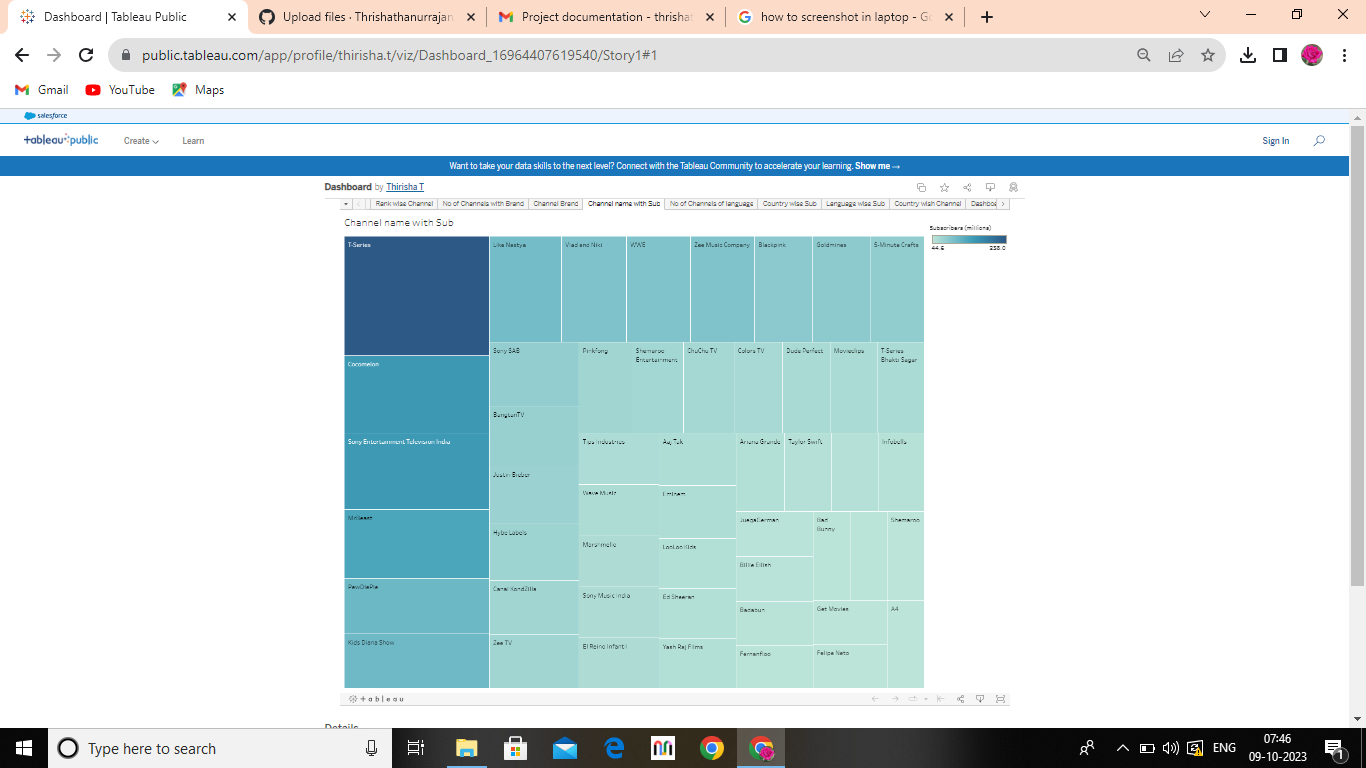 Dashboard | Tableau Public
Upload files · Thrishathanurrajan
Project documentation - thrishat
how to screenshot in laptop - Go
public.tableau.com/app/profile/thirisha.t/viz/Dashboard_16964407619540/Story1#1
Gmail
YouTube
Maps
salesforce
+ableau public
Create
Learn
Sign In
Want to take your data skills to the next level? Connect with the Tableau Community to accelerate your learning. Show me →
Dashboard by Thirisha T
Rank wise Channel
No of Channels with Brand
Channel Brand
Channel name with Sub
No of Channels of language
Country wise Sub
Language wise Sub
Country wish Channel
Dashboa
Channel name with Sub
Subscribers (millions)
44.6
258.0
T-Series
Like Nastya
Vlad and Niki
WWE
Zee Music Company
Blackpink
Goldmines
5-Minute Crafts
Cocomelon
Sony SAB
Pinkfong
Shemaroo
Entertainment
ChuChu TV
Colors TV
Dude Perfect
Movieclips
T-Series
Bhakti Sagar
BangtanTV
Sony Entertainment Television India
Tips Industries
Aaj Tak
Ariana Grande
Taylor Swift
Infobells
Justin Bieber
Wave Music
Eminem
MrBeast
JuegaGerman
Bad
Bunny
Shemaroo
Hybe Labels
Marshmello
LooLoo Kids
Billie Eilish
PewDiePie
Canal KondZilla
Sony Music India
Ed Sheeran
Badabun
Get Movies
A4
Kids Diana Show
Zee TV
El Reino Infantil
Yash Raj Films
Fernanfloo
Felipe Neto
+ableau
Details
Type here to search
ENG
07:46
09-10-2023
1